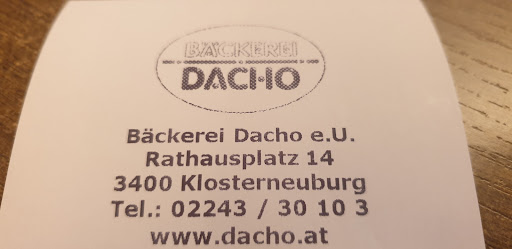 BÄCKEREI
DACHO
Bäckerei Dacho e.U.
Rathausplatz 14
3400 Klosterneuburg
Tel.: 02243 / 30 10 3
www.dacho.at